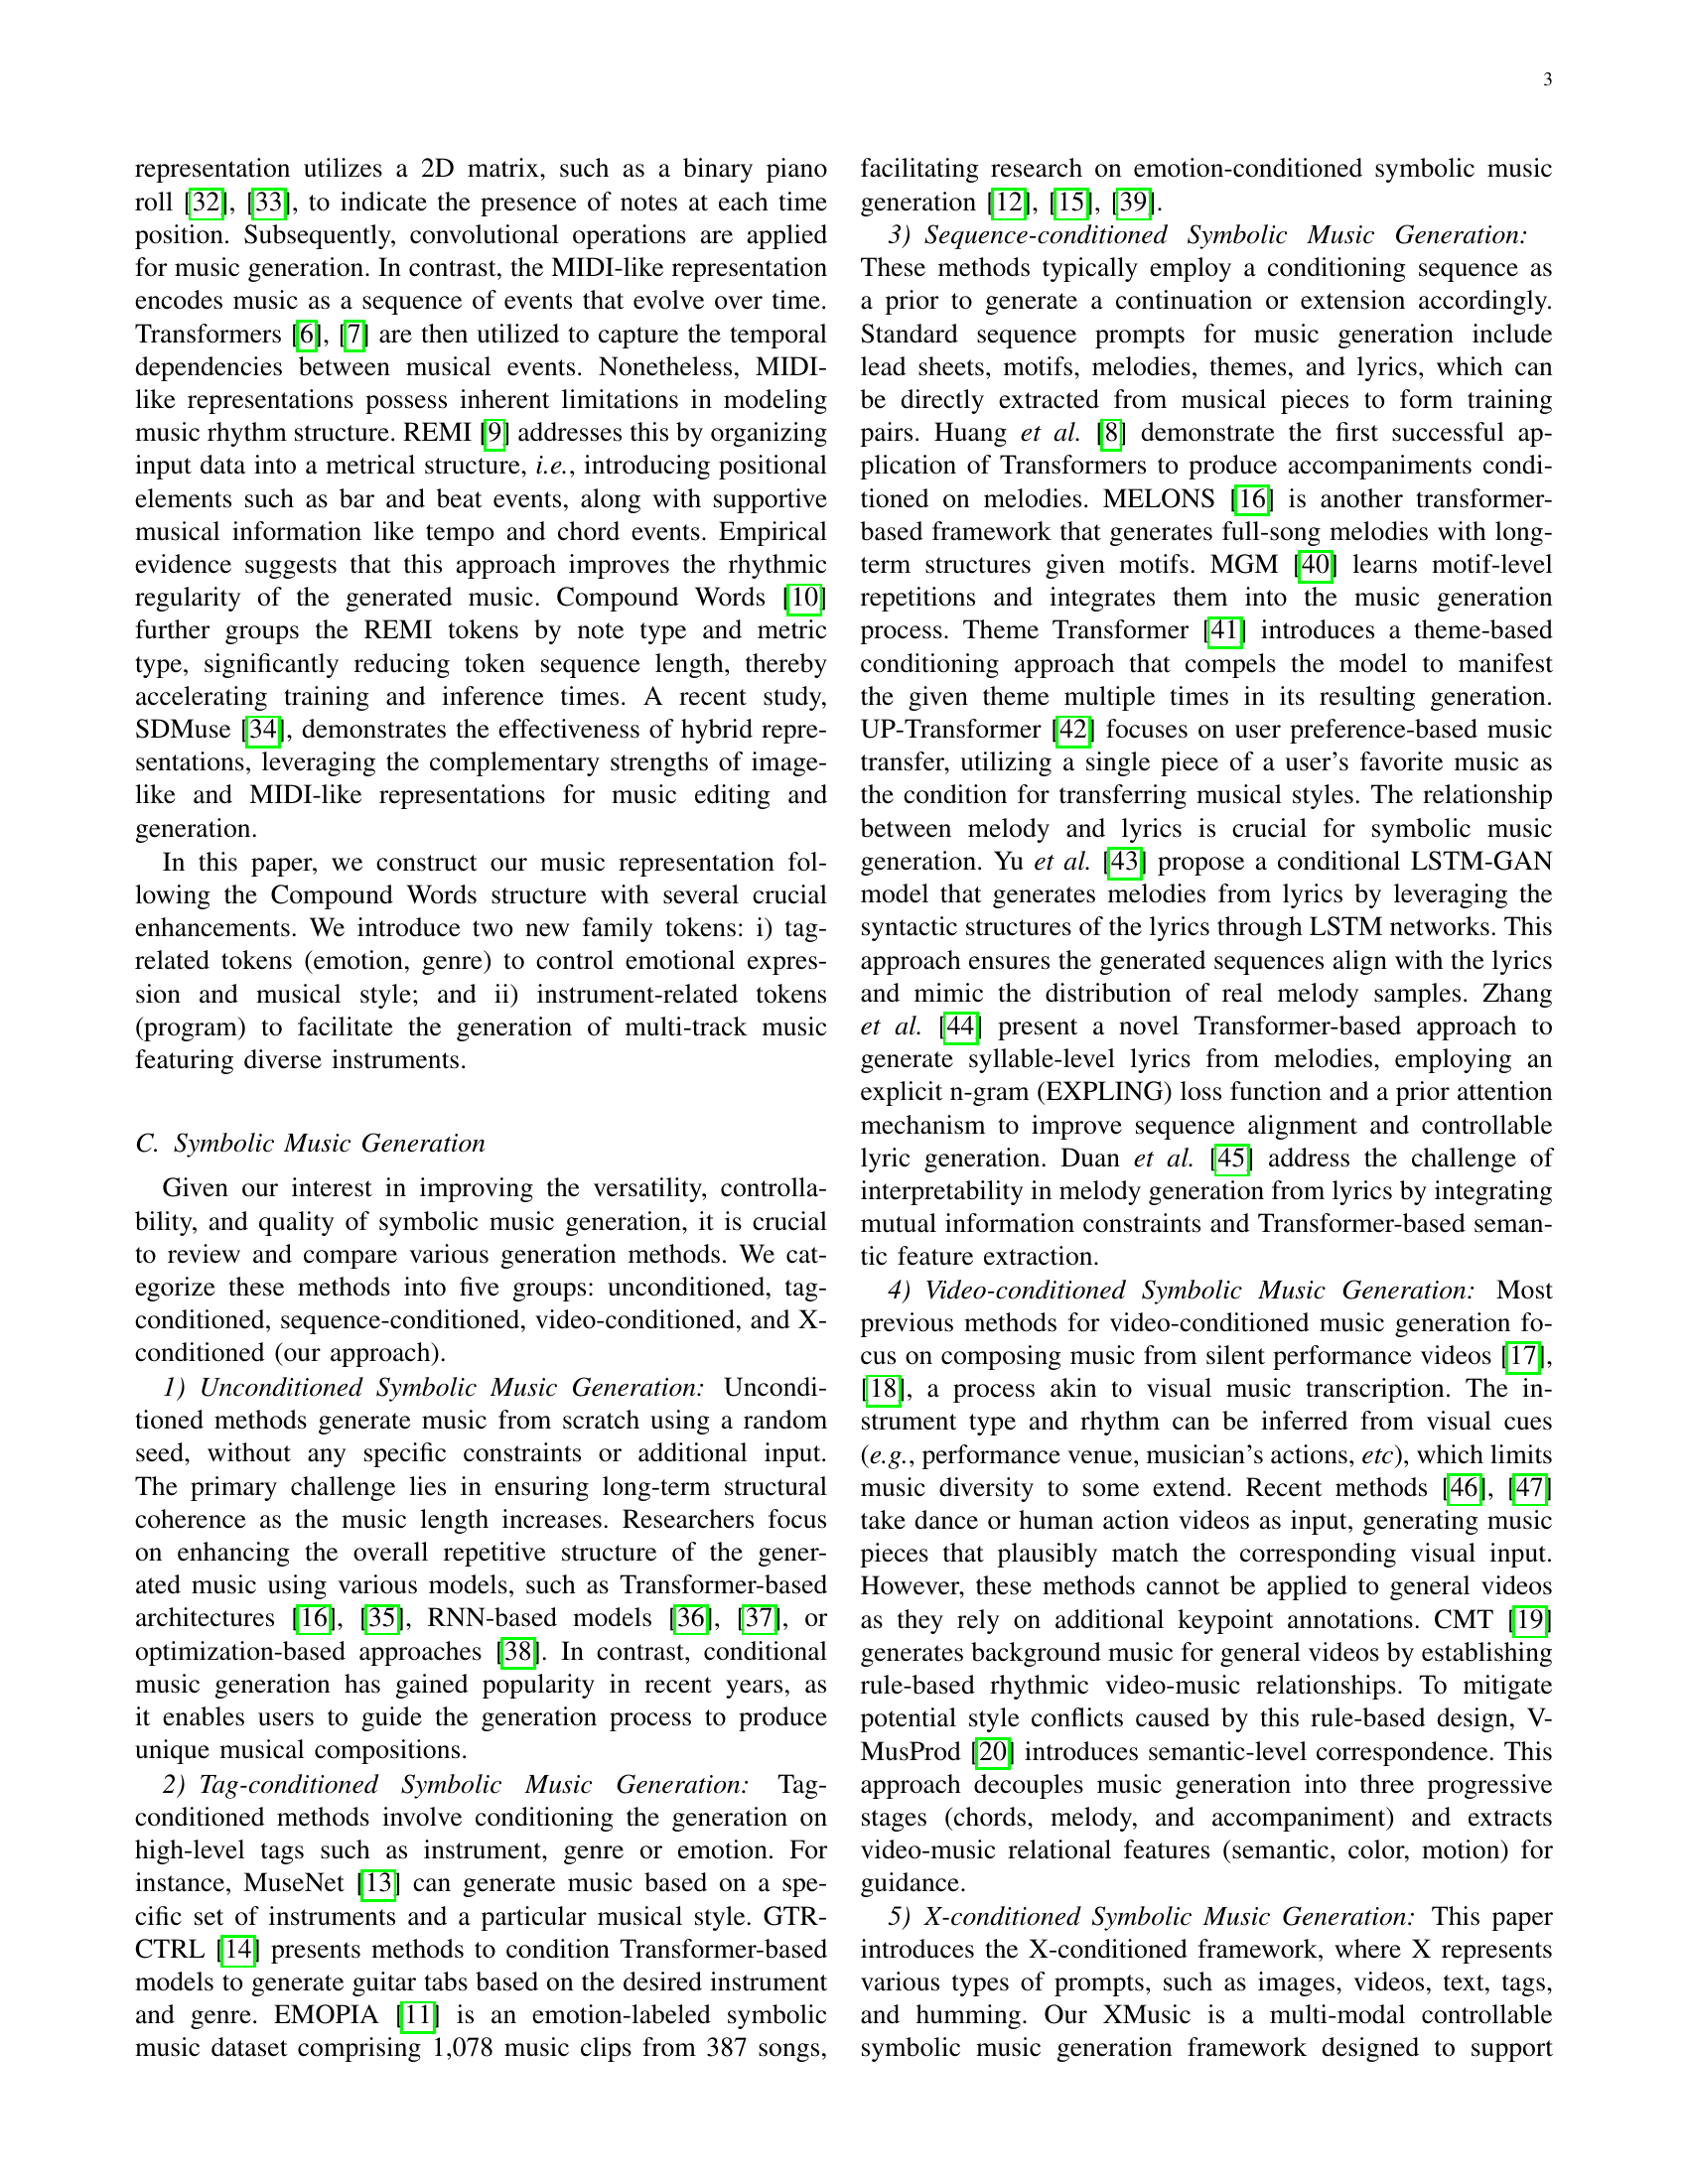 3
representation utilizes a 2D matrix, such as a binary piano
roll [32], [33], to indicate the presence of notes at each time
position. Subsequently, convolutional operations are applied
for music generation. In contrast, the MIDI-like representation
encodes music as a sequence of events that evolve over time.
Transformers [6], [7] are then utilized to capture the temporal
dependencies between musical events. Nonetheless, MIDI-
like representations possess inherent limitations in modeling
music rhythm structure. REMI [9] addresses this by organizing
input data into a metrical structure, i.e., introducing positional
elements such as bar and beat events, along with supportive
musical information like tempo and chord events. Empirical
evidence suggests that this approach improves the rhythmic
regularity of the generated music. Compound Words [10]
further groups the REMI tokens by note type and metric
type, significantly reducing token sequence length, thereby
accelerating training and inference times. A recent study,
SDMuse [34], demonstrates the effectiveness of hybrid repre-
sentations, leveraging the complementary strengths of image-
like and MIDI-like representations for music editing and
generation.
In this paper, we construct our music representation fol-
lowing the Compound Words structure with several crucial
enhancements. We introduce two new family tokens: i) tag-
related tokens (emotion, genre) to control emotional expres-
sion and musical style; and ii) instrument-related tokens
(program) to facilitate the generation of multi-track music
featuring diverse instruments.
C. Symbolic Music Generation
Given our interest in improving the versatility, controlla-
bility, and quality of symbolic music generation, it is crucial
to review and compare various generation methods. We cat-
egorize these methods into five groups: unconditioned, tag-
conditioned, sequence-conditioned, video-conditioned, and X-
conditioned (our approach).
1) Unconditioned Symbolic Music Generation: Uncondi-
tioned methods generate music from scratch using a random
seed, without any specific constraints or additional input.
The primary challenge lies in ensuring long-term structural
coherence as the music length increases. Researchers focus
on enhancing the overall repetitive structure of the gener-
ated music using various models, such as Transformer-based
architectures [16], [35], RNN-based models [36], [37], or
optimization-based approaches [38]. In contrast, conditional
music generation has gained popularity in recent years, as
it enables users to guide the generation process to produce
unique musical compositions.
2) Tag-conditioned Symbolic Music Generation: Tag-
conditioned methods involve conditioning the generation on
high-level tags such as instrument, genre or emotion. For
instance, MuseNet [13] can generate music based on a spe-
cific set of instruments and a particular musical style. GTR-
CTRL [14] presents methods to condition Transformer-based
models to generate guitar tabs based on the desired instrument
and genre. EMOPIA [11] is an emotion-labeled symbolic
music dataset comprising 1,078 music clips from 387 songs,
facilitating research on emotion-conditioned symbolic music
generation [12], [15], [39].
3) Sequence-conditioned Symbolic Music Generation:
These methods typically employ a conditioning sequence as
a prior to generate a continuation or extension accordingly.
Standard sequence prompts for music generation include
lead sheets, motifs, melodies, themes, and lyrics, which can
be directly extracted from musical pieces to form training
pairs. Huang et al. [8] demonstrate the first successful ap-
plication of Transformers to produce accompaniments condi-
tioned on melodies. MELONS [16] is another transformer-
based framework that generates full-song melodies with long-
term structures given motifs. MGM [40] learns motif-level
repetitions and integrates them into the music generation
process. Theme Transformer [41] introduces a theme-based
conditioning approach that compels the model to manifest
the given theme multiple times in its resulting generation.
UP-Transformer [42] focuses on user preference-based music
transfer, utilizing a single piece of a user's favorite music as
the condition for transferring musical styles. The relationship
between melody and lyrics is crucial for symbolic music
generation. Yu et al. [43] propose a conditional LSTM-GAN
model that generates melodies from lyrics by leveraging the
syntactic structures of the lyrics through LSTM networks. This
approach ensures the generated sequences align with the lyrics
and mimic the distribution of real melody samples. Zhang
et al. [44] present a novel Transformer-based approach to
generate syllable-level lyrics from melodies, employing an
explicit n-gram (EXPLING) loss function and a prior attention
mechanism to improve sequence alignment and controllable
lyric generation. Duan et al. [45] address the challenge of
interpretability in melody generation from lyrics by integrating
mutual information constraints and Transformer-based seman-
tic feature extraction.
4) Video-conditioned Symbolic Music Generation: Most
previous methods for video-conditioned music generation fo-
cus on composing music from silent performance videos [17],
[18], a process akin to visual music transcription. The in-
strument type and rhythm can be inferred from visual cues
(e.g., performance venue, musician's actions, etc), which limits
music diversity to some extend. Recent methods [46], [47]
take dance or human action videos as input, generating music
pieces that plausibly match the corresponding visual input.
However, these methods cannot be applied to general videos
as they rely on additional keypoint annotations. CMT [19]
generates background music for general videos by establishing
rule-based rhythmic video-music relationships. To mitigate
potential style conflicts caused by this rule-based design, V-
MusProd [20] introduces semantic-level correspondence. This
approach decouples music generation into three progressive
stages (chords, melody, and accompaniment) and extracts
video-music relational features (semantic, color, motion) for
guidance.
5) X-conditioned Symbolic Music Generation: This paper
introduces the X-conditioned framework, where X represents
various types of prompts, such as images, videos, text, tags,
and humming. Our XMusic is a multi-modal controllable
symbolic music generation framework designed to support